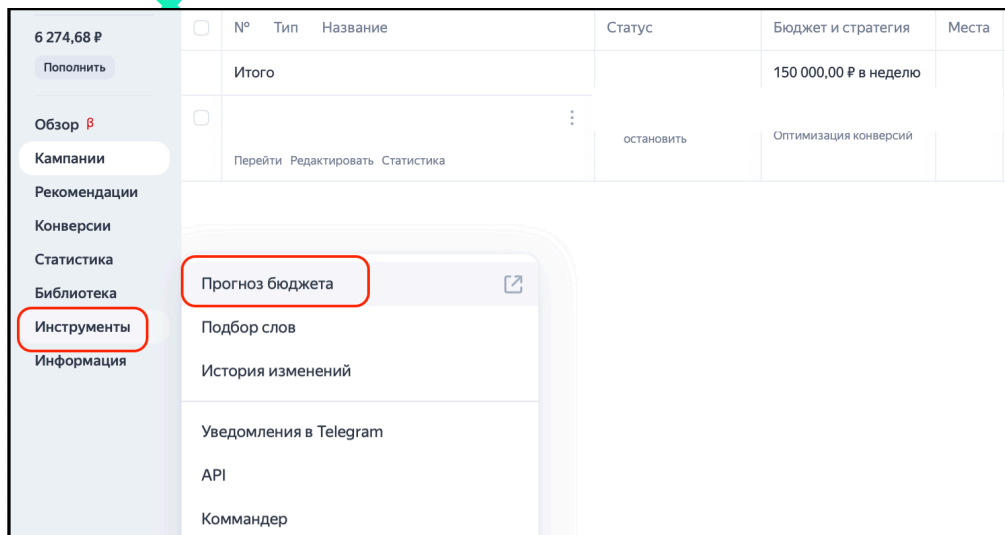 6 274,68 ₽
Пополнить
Обзор β
Кампании
Рекомендации
Конверсии
Статистика
Библиотека
Инструменты
Информация
№ Тип Название Статус Бюджет и стратегия Места
Итого 150 000,00 ₽ в неделю
остановить Оптимизация конверсий
Перейти Редактировать Статистика
Прогноз бюджета
Подбор слов
История изменений
Уведомления в Telegram
API
Коммандер